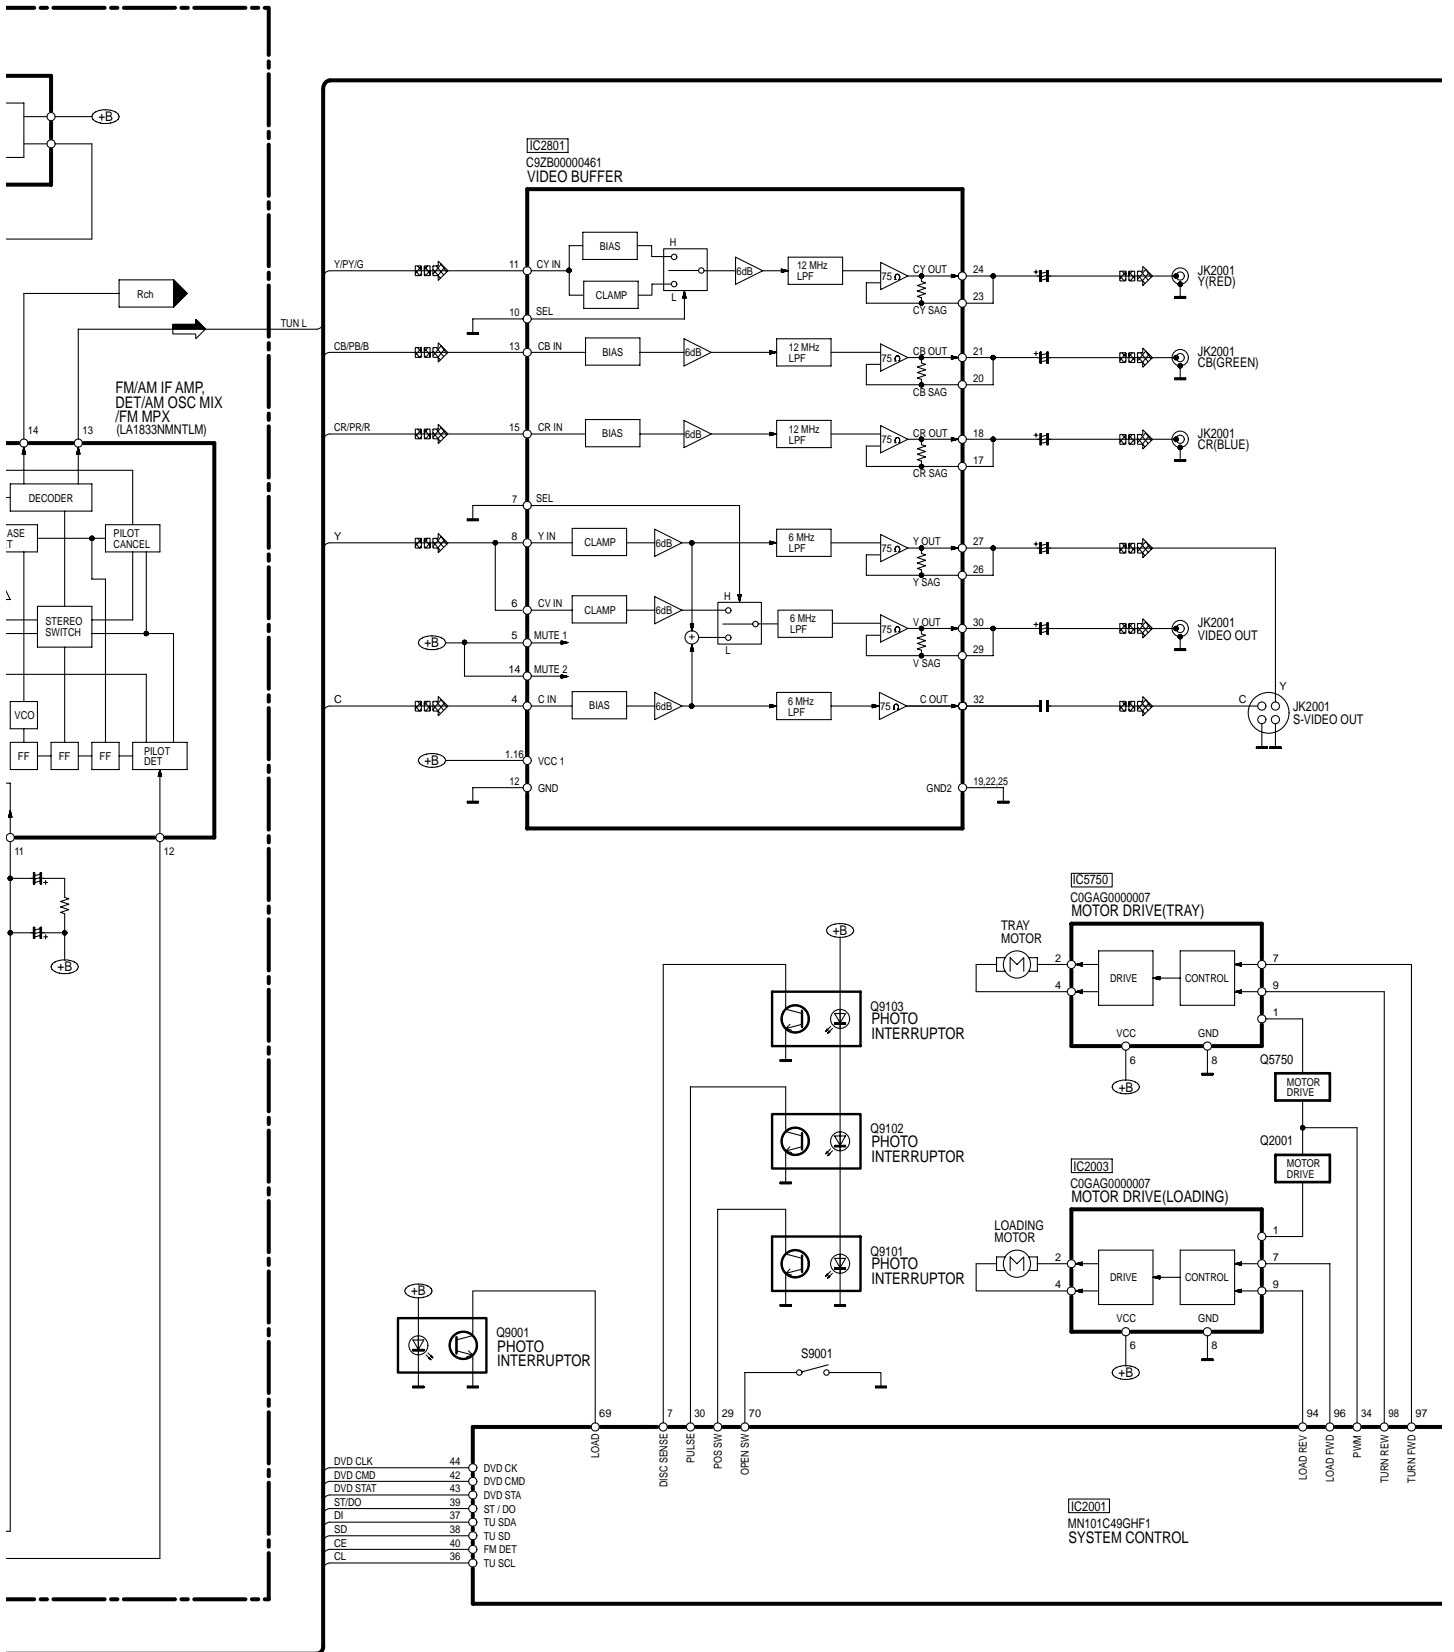 +B
Rch
TUN L
FM/AM IF AMP,
DET/AM OSC MIX
/FM MPX
(LA1833NMNTLM)
14
13
DECODER
ASE
T
PILOT
CANCEL
STEREO
SWITCH
VCO
FF
FF
FF
PILOT
DET
11
12
+B
IC2801
C9ZB00000461
VIDEO BUFFER
Y/PY/G
11
CY IN
BIAS
CLAMP
H
L
6dB
12 MHz
LPF
75Ω
CY OUT
24
23
CY SAG
JK2001
Y(RED)
10
SEL
CB/PB/B
13
CB IN
BIAS
6dB
12 MHz
LPF
75Ω
CB OUT
21
20
CB SAG
JK2001
CB(GREEN)
CR/PR/R
15
CR IN
BIAS
6dB
12 MHz
LPF
75Ω
CR OUT
18
17
CR SAG
JK2001
CR(BLUE)
7
SEL
Y
8
Y IN
CLAMP
6dB
6 MHz
LPF
75Ω
Y OUT
27
26
Y SAG
6
CV IN
CLAMP
6dB
H
L
+
6 MHz
LPF
75Ω
V OUT
30
29
V SAG
JK2001
VIDEO OUT
+B
5
MUTE 1
14
MUTE 2
C
4
C IN
BIAS
6dB
6 MHz
LPF
75Ω
C OUT
32
C
Y
JK2001
S-VIDEO OUT
+B
1.16
VCC 1
12
GND
GND2
19,22,25
IC5750
C0GAG0000007
MOTOR DRIVE(TRAY)
TRAY
MOTOR
M
2
4
DRIVE
CONTROL
7
9
1
VCC
GND
6
8
+B
Q5750
MOTOR
DRIVE
Q2001
MOTOR
DRIVE
IC2003
C0GAG0000007
MOTOR DRIVE(LOADING)
LOADING
MOTOR
M
2
4
DRIVE
CONTROL
1
7
9
VCC
GND
6
8
+B
+B
Q9103
PHOTO
INTERRUPTOR
Q9102
PHOTO
INTERRUPTOR
Q9101
PHOTO
INTERRUPTOR
+B
Q9001
PHOTO
INTERRUPTOR
S9001
69
7
30
29
70
94
96
34
98
97
LOAD
DISC SENSE
PULSE
POS SW
OPEN SW
LOAD REV
LOAD FWD
PWM
TURN REW
TURN FWD
DVD CLK 44 DVD CK
DVD CMD 42 DVD CMD
DVD STAT 43 DVD STA
ST/DO 39 ST / DO
DI 37 TU SDA
SD 38 TU SD
CE 40 FM DET
CL 36 TU SCL
IC2001
MN101C49GHF1
SYSTEM CONTROL